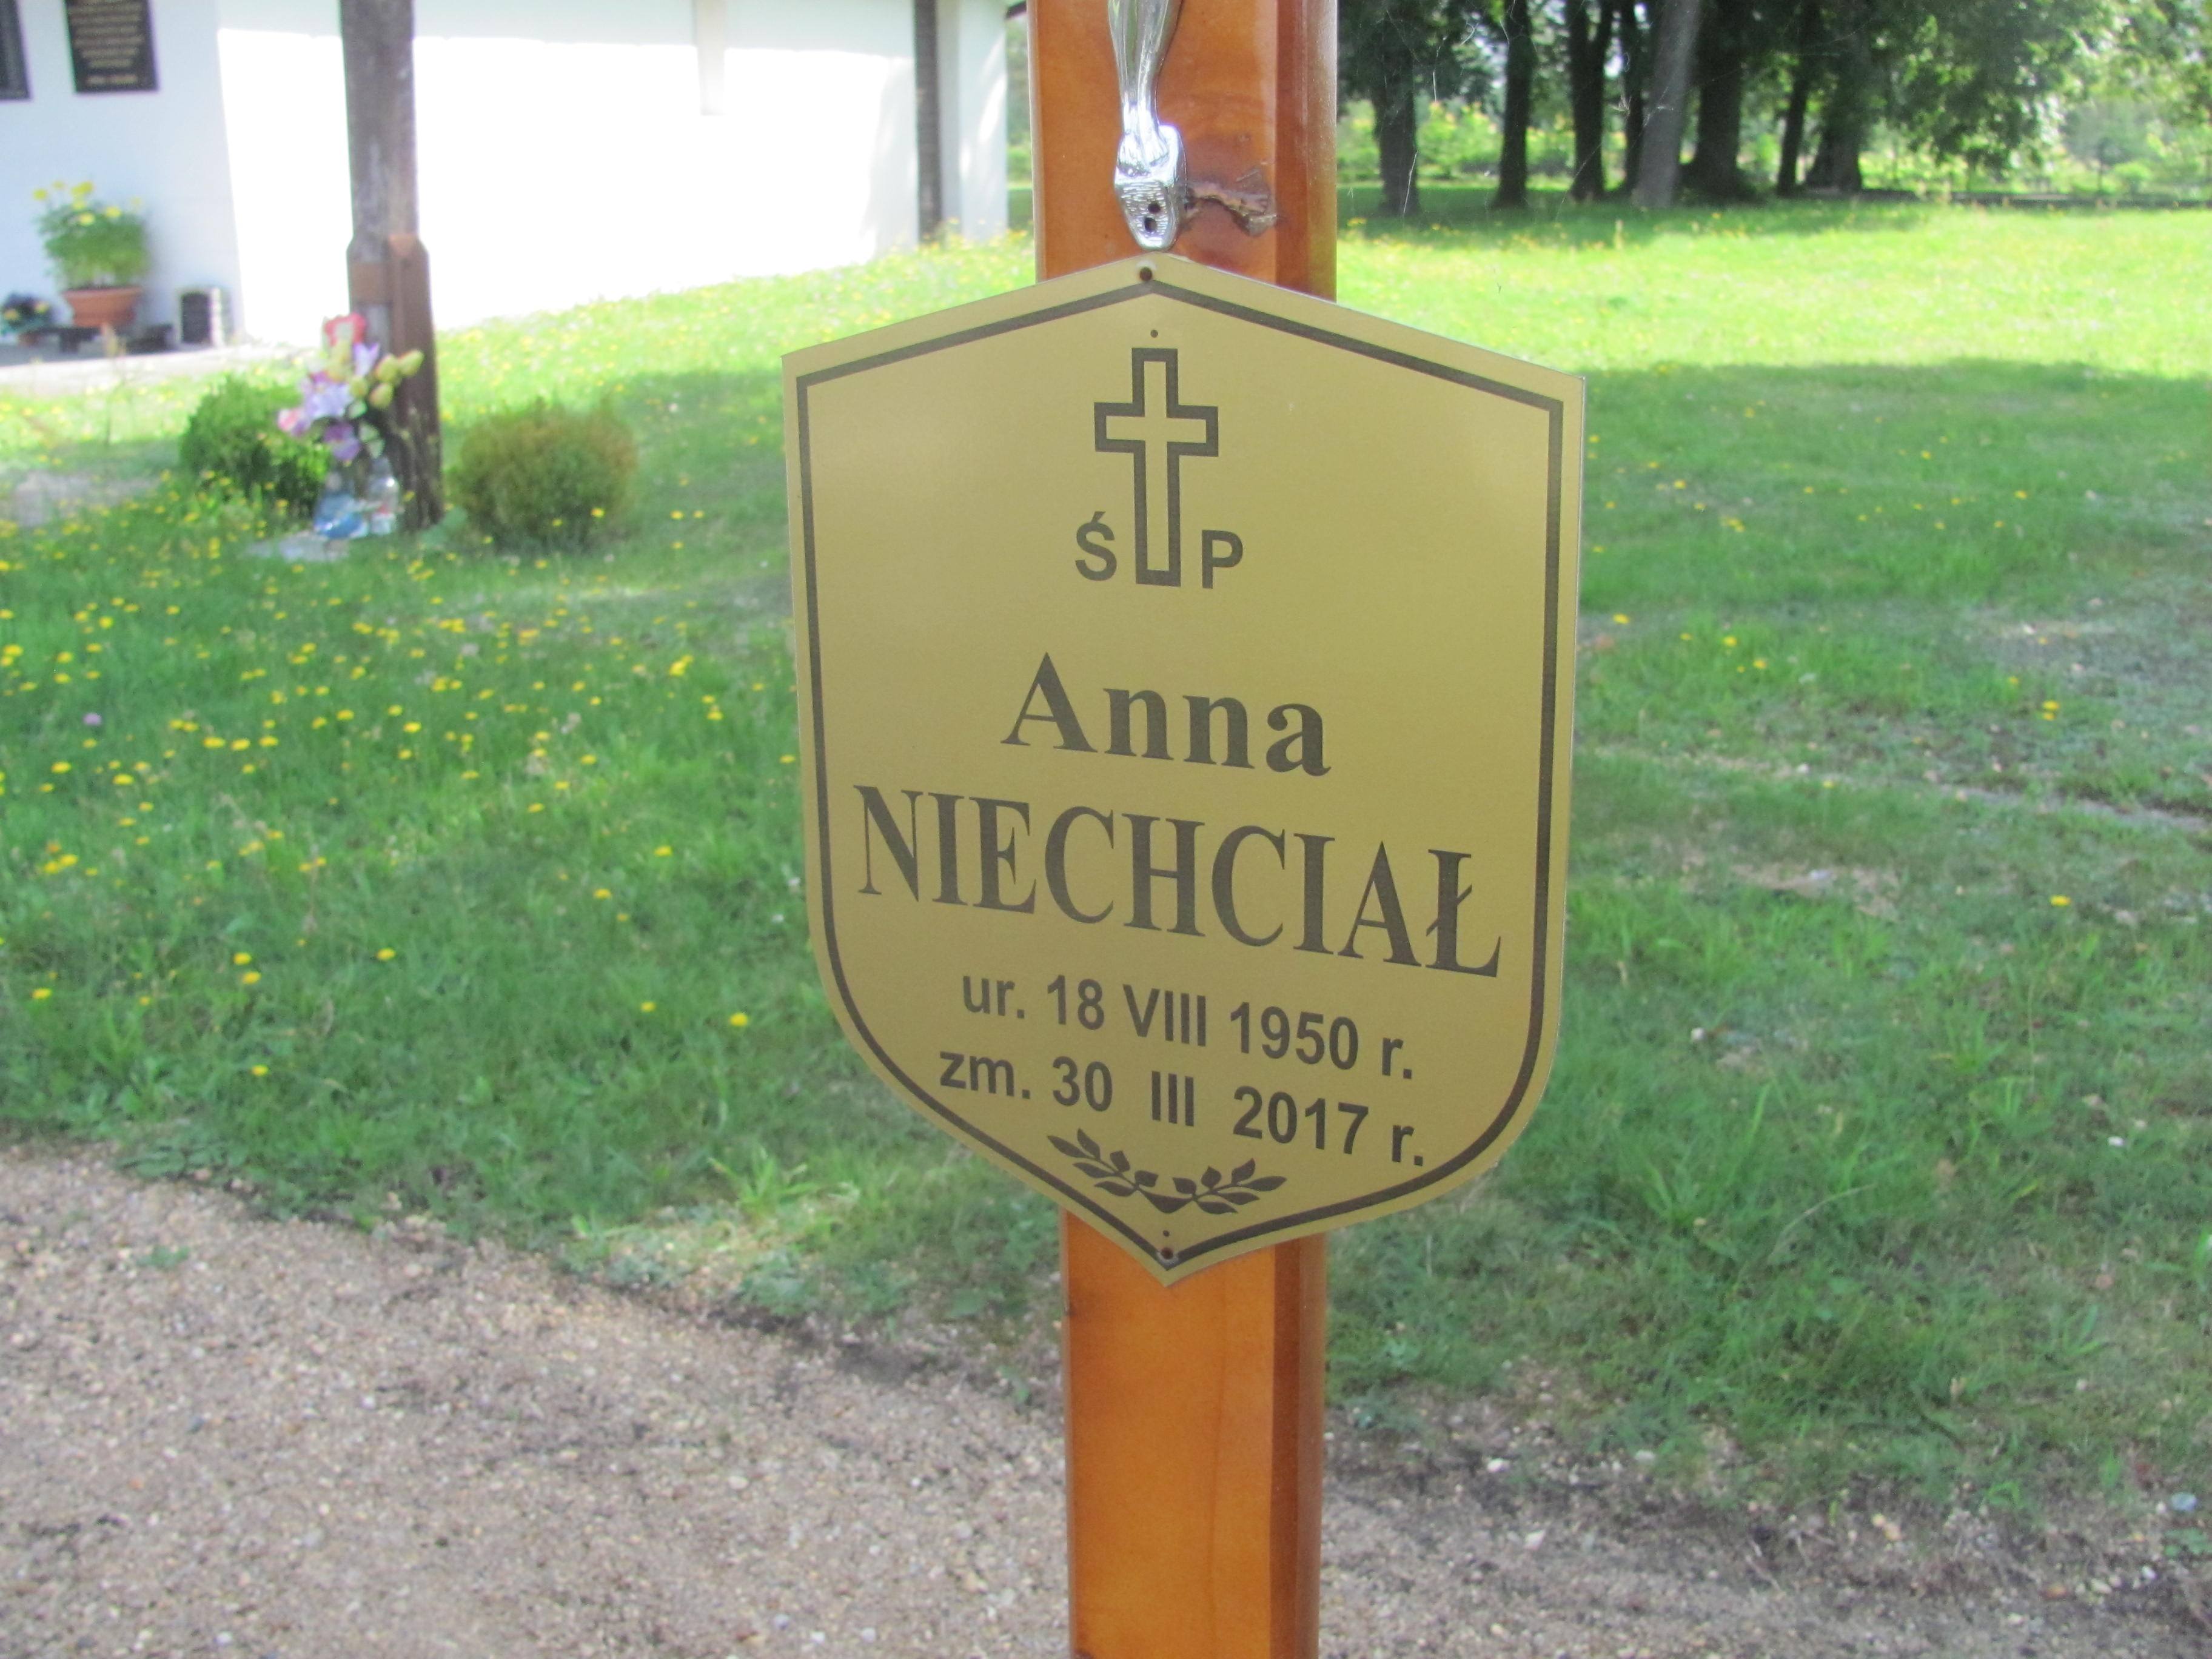 Ś P
Anna
NIECHCIAŁ
ur. 18 VIII 1950 r.
zm. 30 III 2017 r.